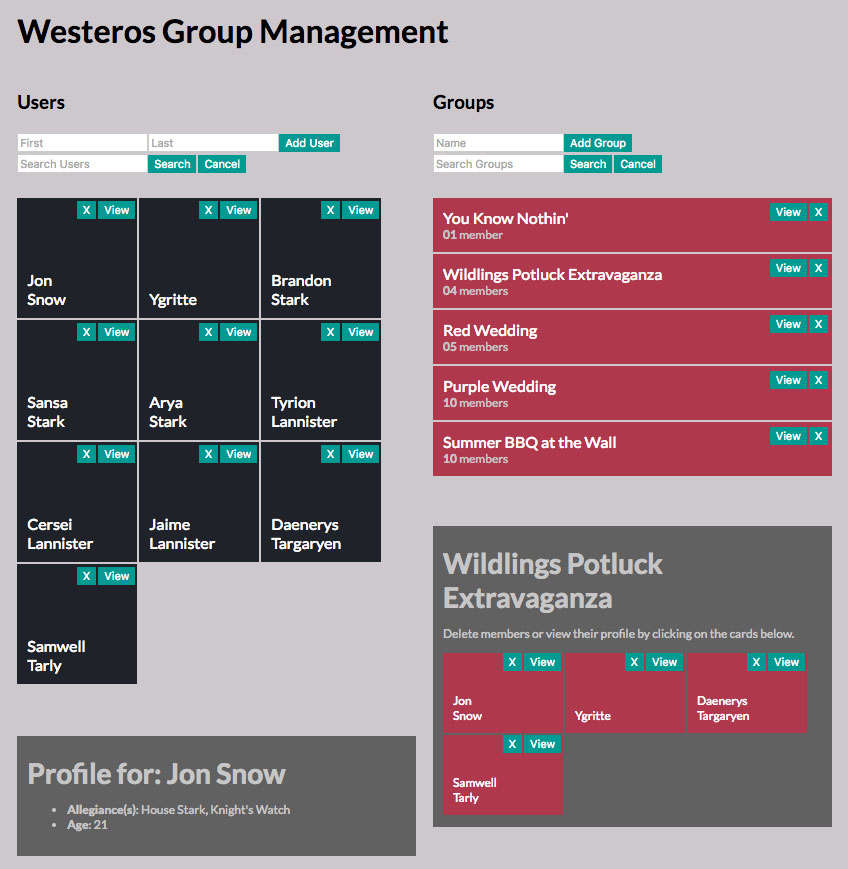 Westeros Group Management
Users
First Last Add User
Search Users Search Cancel
X View X View X View
Jon
Snow
Ygritte
Brandon
Stark
X View X View X View
Sansa
Stark
Arya
Stark
Tyrion
Lannister
X View X View X View
Cersei
Lannister
Jaime
Lannister
Daenerys
Targaryen
X View
Samwell
Tarly
Profile for: Jon Snow
• Allegiance(s): House Stark, Knight's Watch
• Age: 21
Groups
Name Add Group
Search Groups Search Cancel
You Know Nothin' View X
01 member
Wildlings Potluck Extravaganza View X
04 members
Red Wedding View X
05 members
Purple Wedding View X
10 members
Summer BBQ at the Wall View X
10 members
Wildlings Potluck
Extravaganza
Delete members or view their profile by clicking on the cards below.
X View X View X View
Jon
Snow
Ygritte
Daenerys
Targaryen
X View
Samwell
Tarly